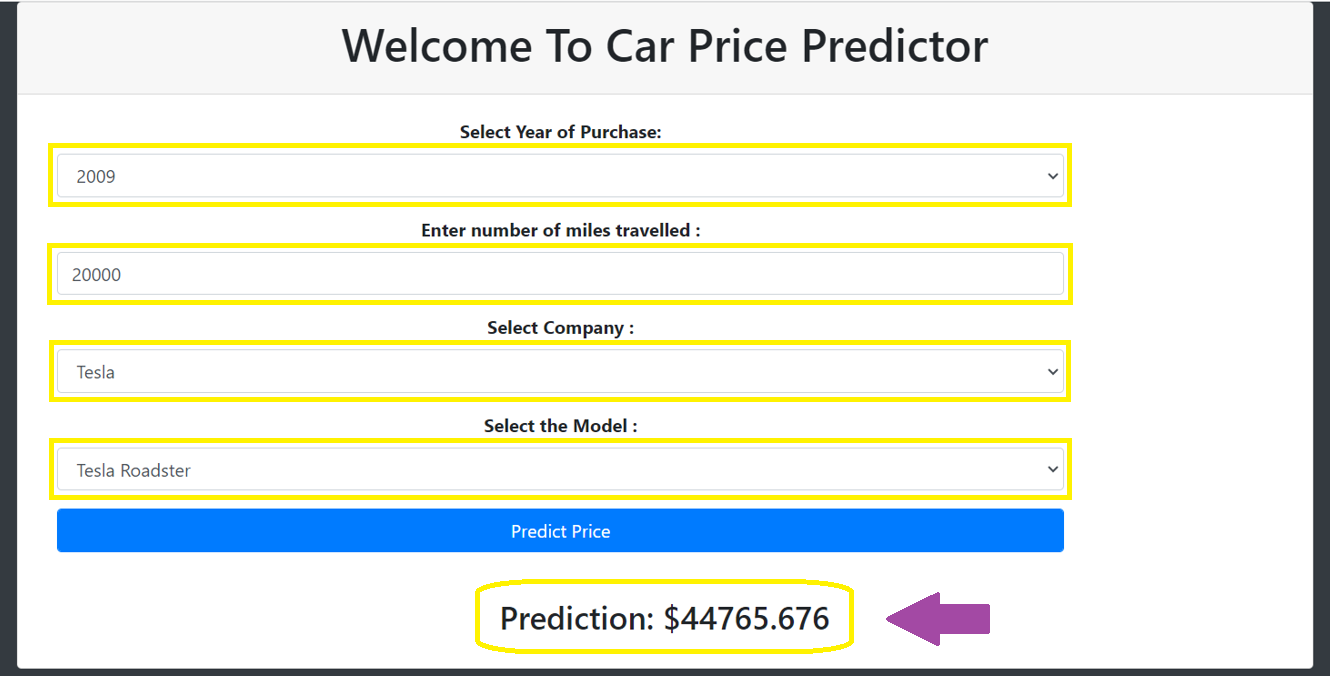 Welcome To Car Price Predictor
Select Year of Purchase:
2009
Enter number of miles travelled :
20000
Select Company :
Tesla
Select the Model :
Tesla Roadster
Predict Price
Prediction: $44765.676